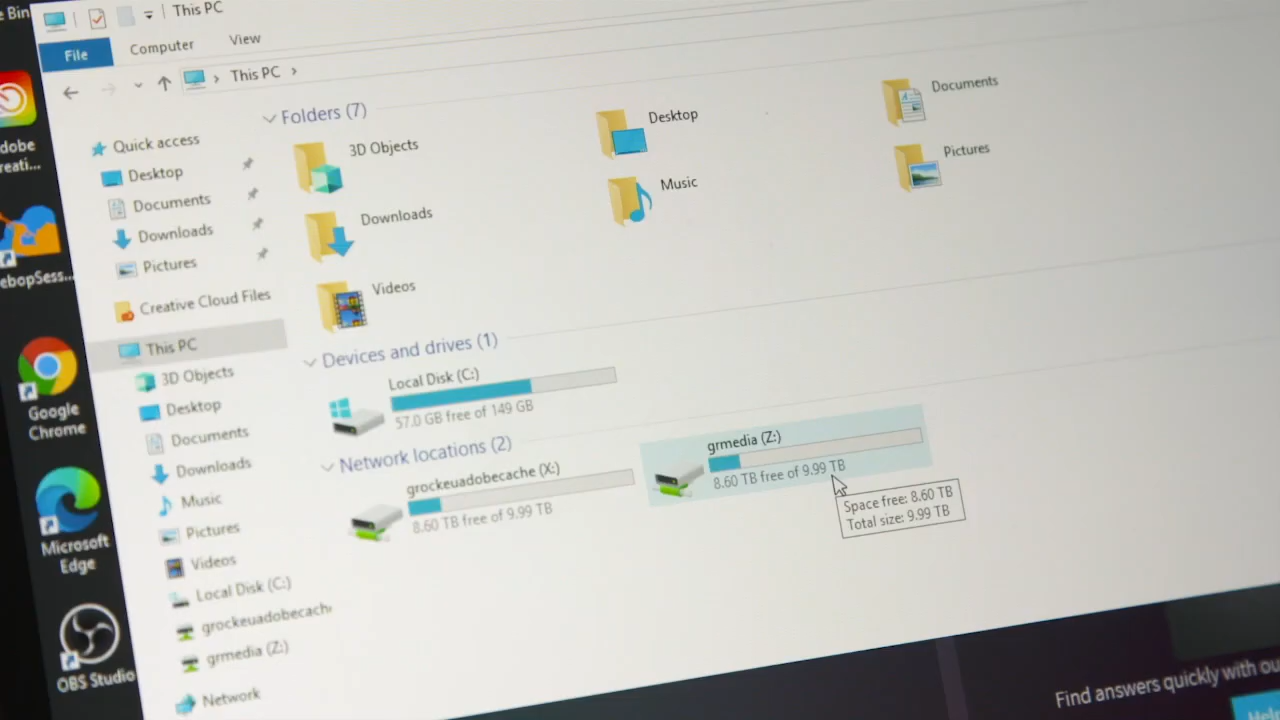 This PC
File
Computer
View
This PC
Quick access
Desktop
Documents
Downloads
Pictures
Creative Cloud Files
This PC
3D Objects
Desktop
Documents
Downloads
Music
Pictures
Videos
Local Disk (C:)
grmedia (Z:)
Network
Folders (7)
3D Objects
Desktop
Documents
Downloads
Music
Pictures
Videos
Devices and drives (1)
Local Disk (C:)
57.0 GB free of 149 GB
Network locations (2)
grockeuadobecache (X:)
8.60 TB free of 9.99 TB
grmedia (Z:)
8.60 TB free of 9.99 TB
Space free: 8.60 TB
Total size: 9.99 TB
Google
Chrome
Microsoft
Edge
OBS Studio
Find answers quickly with